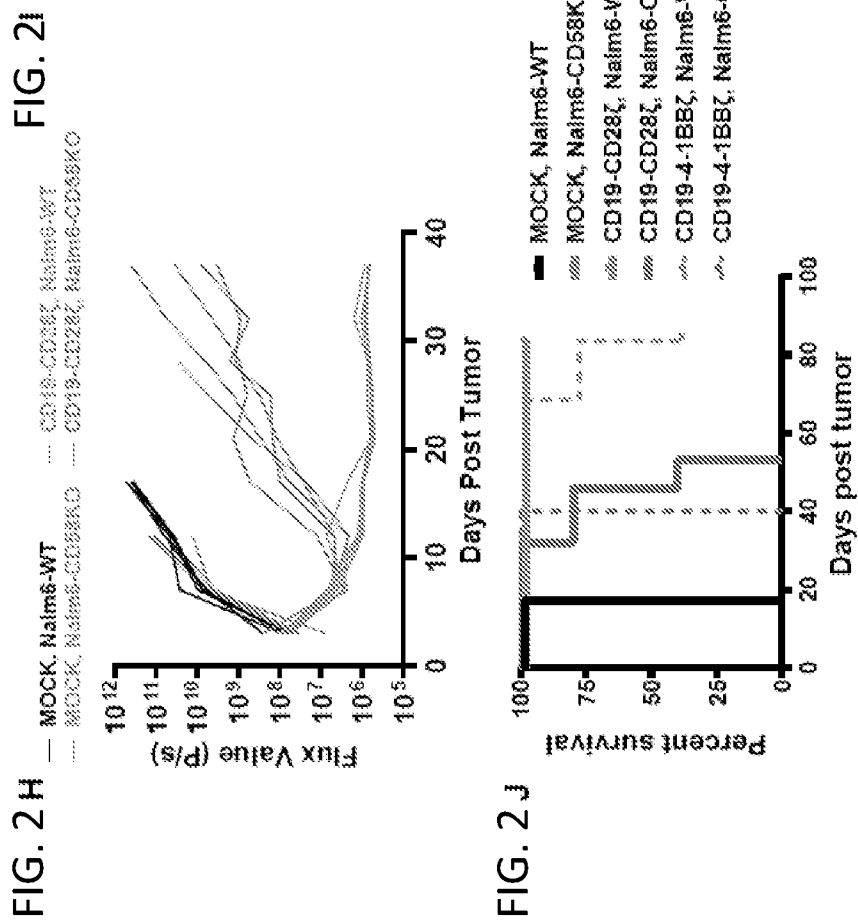 FIG. 2 H
MOCK, Nalm6-WT
MOCK, Nalm6-CD58KO
CD19-CD28ζ, Nalm6-WT
CD19-CD28ζ, Nalm6-CD58KO
Flux Value (P/s)
10^12
10^11
10^10
10^9
10^8
10^7
10^6
10^5
0 10 20 30 40
Days Post Tumor
FIG. 2I
FIG. 2 J
Percent survival
100
75
50
25
0
0 20 40 60 80 100
Days post tumor
MOCK, Nalm6-WT
MOCK, Nalm6-CD58K
CD19-CD28ζ, Nalm6-W
CD19-CD28ζ, Nalm6-C
CD19-4-1BBζ, Nalm6-
CD19-4-1BBζ, Nalm6-